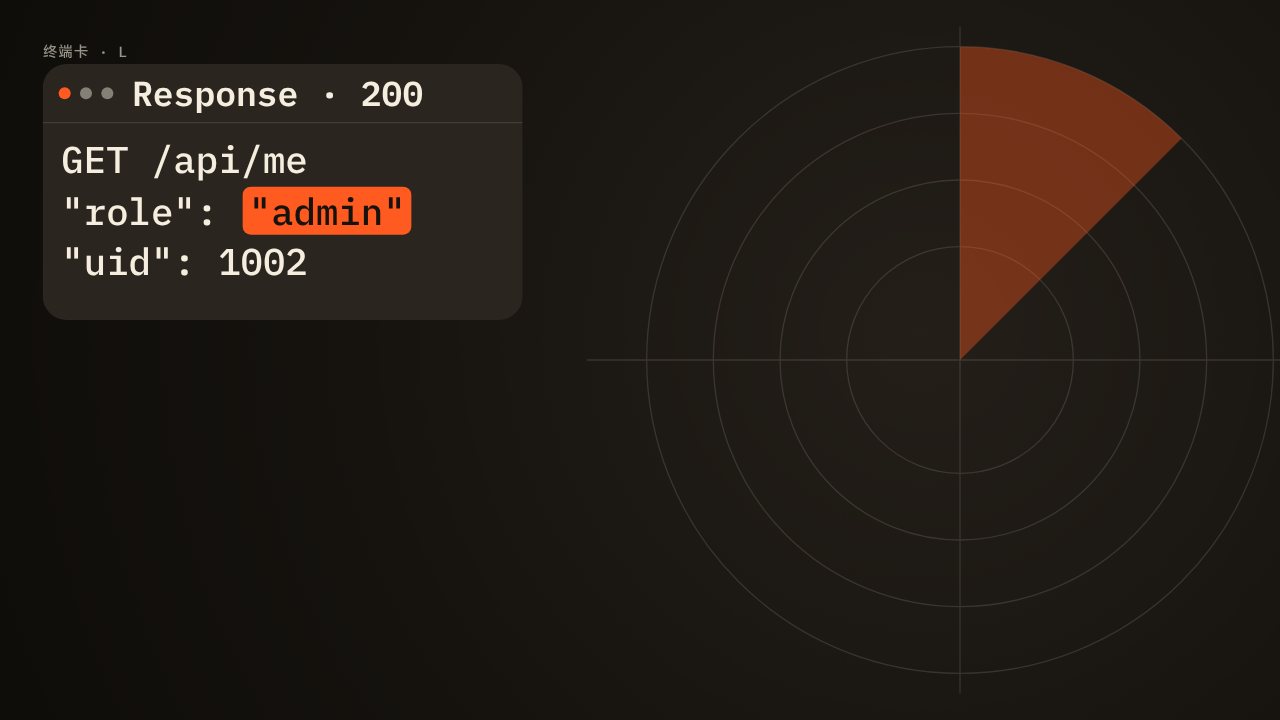 终端卡 · L
Response · 200
GET /api/me
"role": "admin"
"uid": 1002